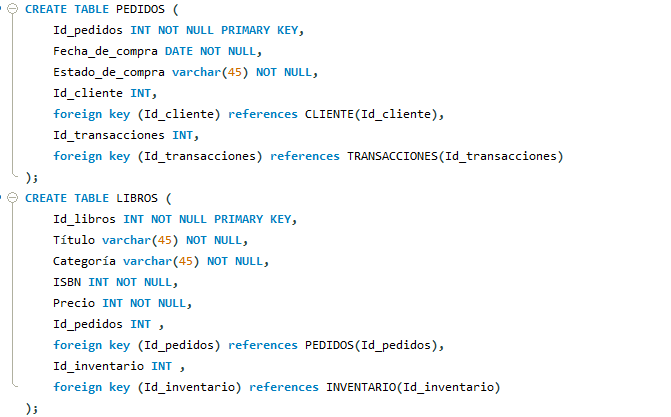 CREATE TABLE PEDIDOS (
Id_pedidos INT NOT NULL PRIMARY KEY,
Fecha_de_compra DATE NOT NULL,
Estado_de_compra varchar(45) NOT NULL,
Id_cliente INT,
foreign key (Id_cliente) references CLIENTE(Id_cliente),
Id_transacciones INT,
foreign key (Id_transacciones) references TRANSACCIONES(Id_transacciones)
);
CREATE TABLE LIBROS (
Id_libros INT NOT NULL PRIMARY KEY,
Título varchar(45) NOT NULL,
Categoría varchar(45) NOT NULL,
ISBN INT NOT NULL,
Precio INT NOT NULL,
Id_pedidos INT ,
foreign key (Id_pedidos) references PEDIDOS(Id_pedidos),
Id_inventario INT ,
foreign key (Id_inventario) references INVENTARIO(Id_inventario)
);